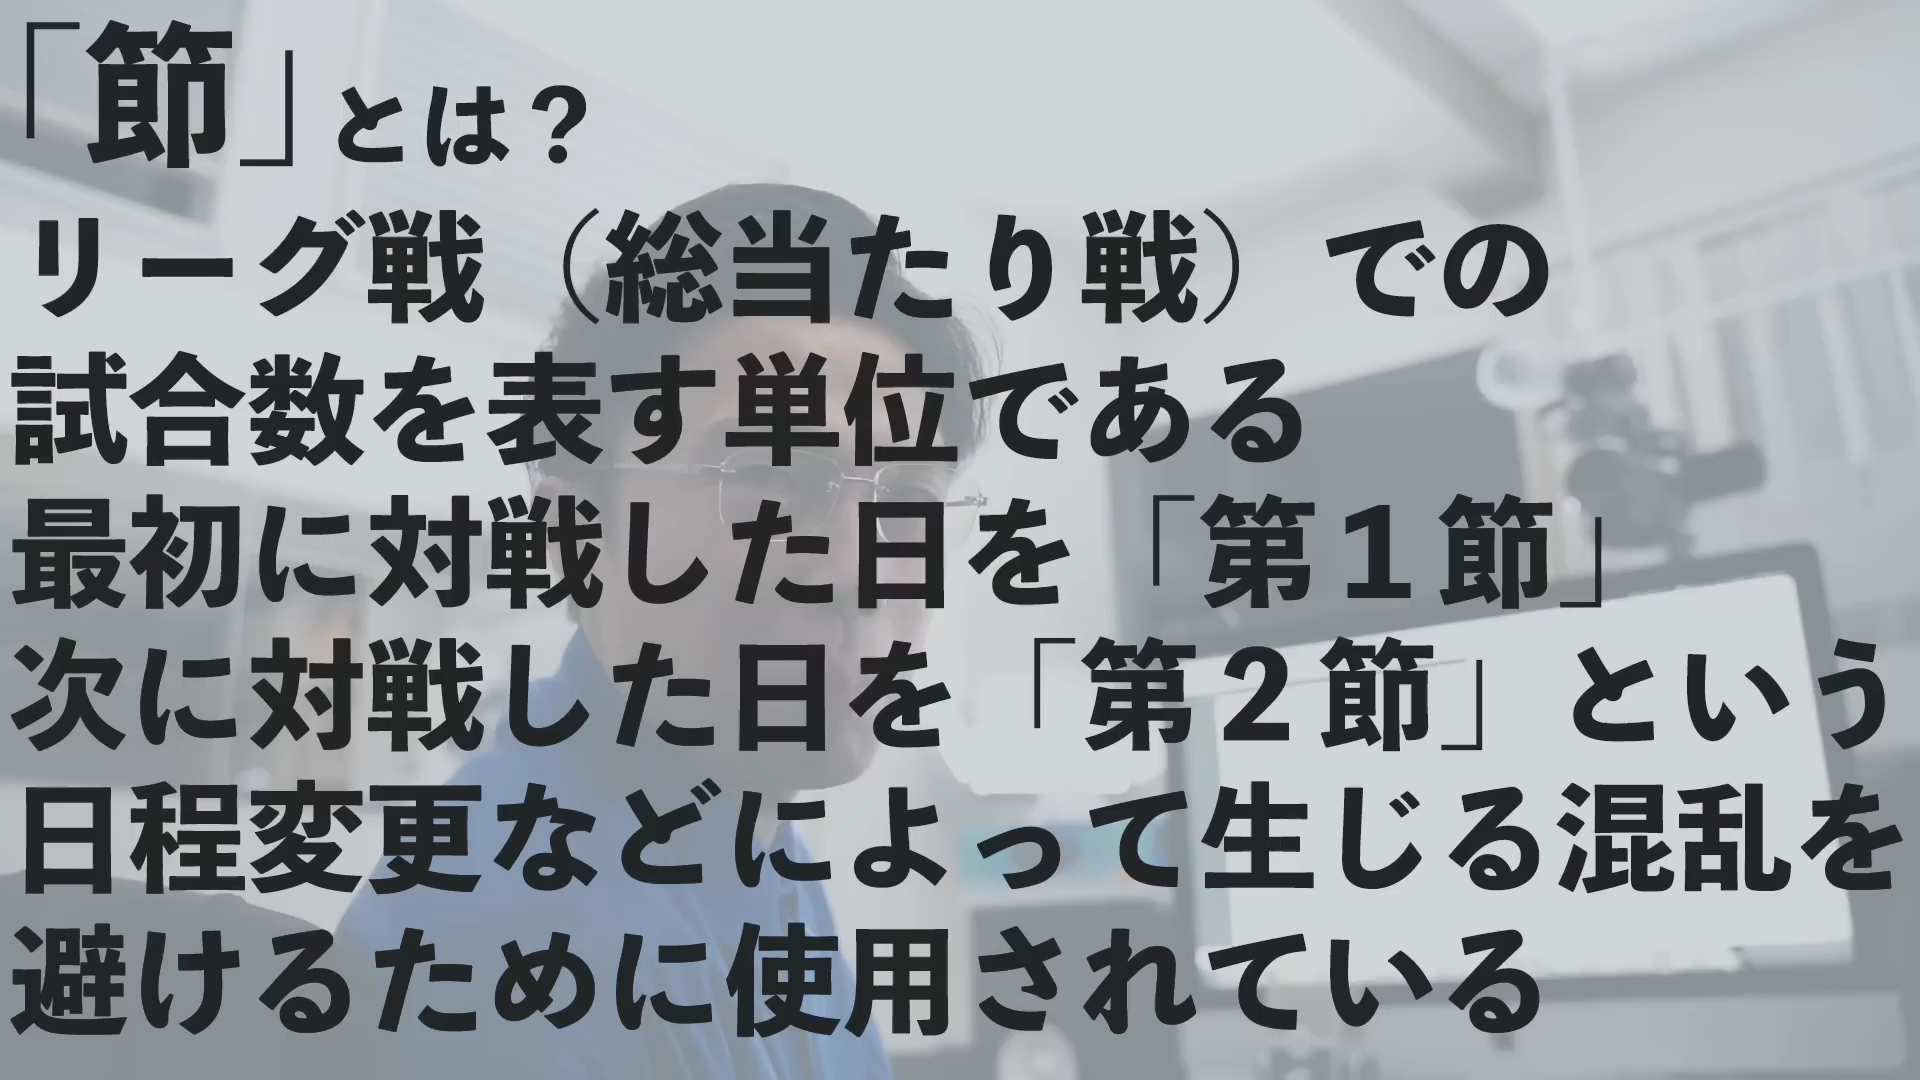 「節」とは？
リーグ戦（総当たり戦）での
試合数を表す単位である
最初に対戦した日を「第１節」
次に対戦した日を「第２節」という
日程変更などによって生じる混乱を
避けるために使用されている